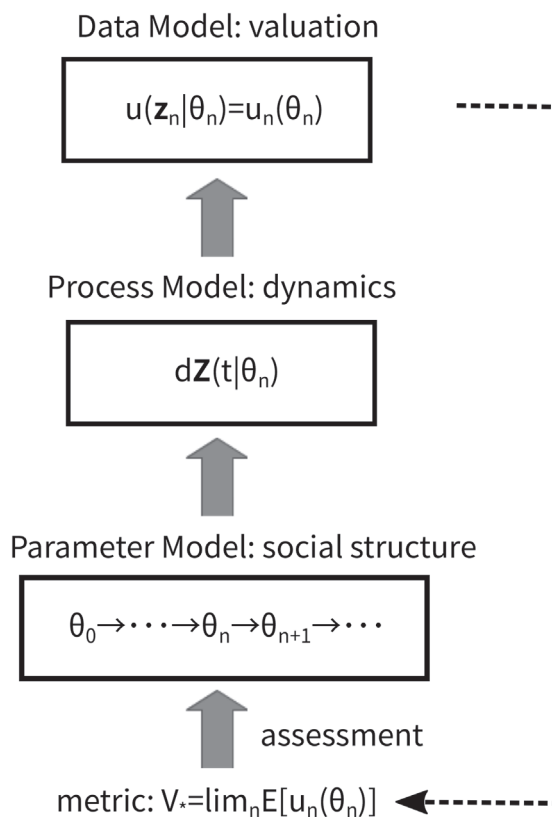 Data Model: valuation
u(𝐳ₙ|θₙ)=uₙ(θₙ)
Process Model: dynamics
d𝐙(t|θₙ)
Parameter Model: social structure
θ₀→···→θₙ→θₙ₊₁→···
assessment
metric: V*=limₙE[uₙ(θₙ)]